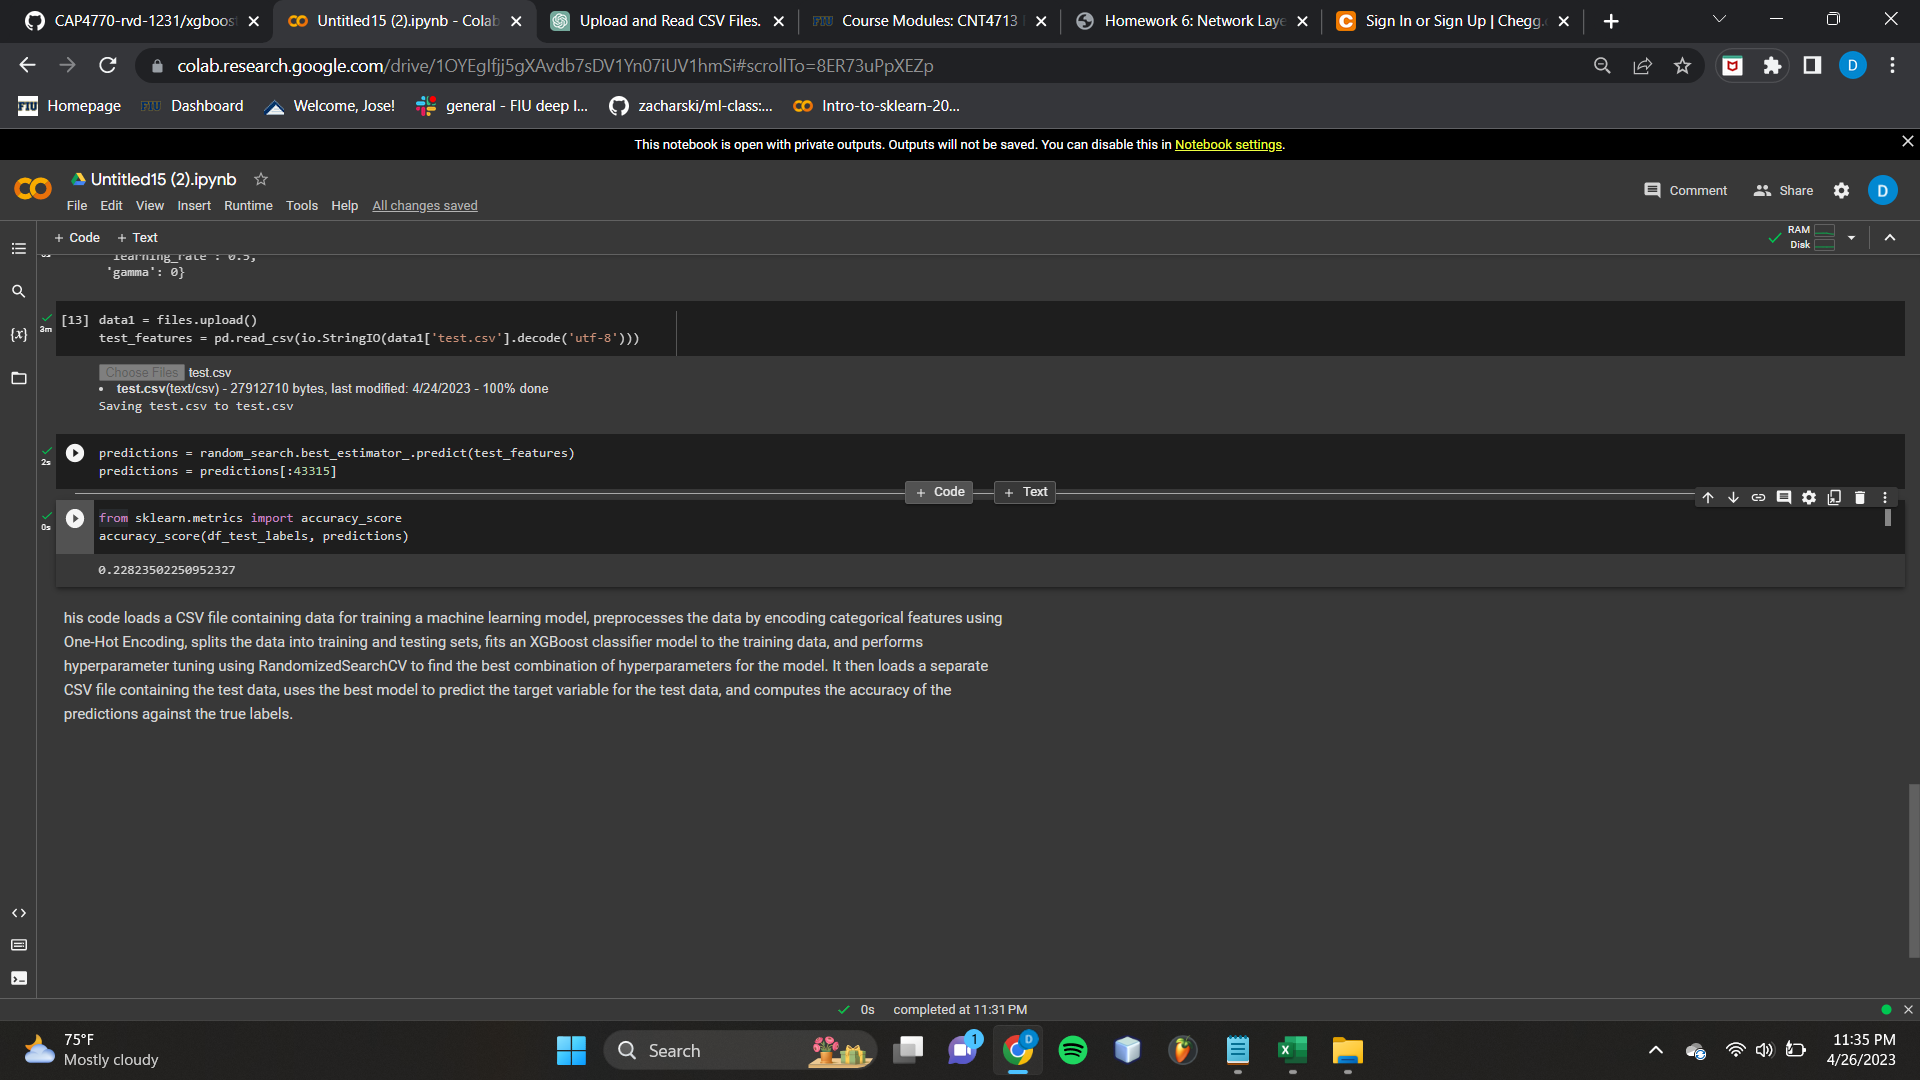 CAP4770-rvd-1231/xgboos
Untitled15 (2).ipynb - Colab
Upload and Read CSV Files.
FIU Course Modules: CNT4713
Homework 6: Network Laye
C Sign In or Sign Up | Chegg.
colab.research.google.com/drive/1OYEgIfjj5gXAvdb7sDV1Yn07iUV1hmSi#scrollTo=8ER73uPpXEZp
D
FIU Homepage
FIU Dashboard
Welcome, Jose!
general - FIU deep l...
zacharski/ml-class:...
Intro-to-sklearn-20...
This notebook is open with private outputs. Outputs will not be saved. You can disable this in Notebook settings.
Untitled15 (2).ipynb
Comment
Share
D
File Edit View Insert Runtime Tools Help All changes saved
+ Code + Text
RAM
Disk
'learning_rate': 0.5,
'gamma': 0}
{x}
3m
[13] data1 = files.upload()
test_features = pd.read_csv(io.StringIO(data1['test.csv'].decode('utf-8')))
Choose Files test.csv
• test.csv(text/csv) - 27912710 bytes, last modified: 4/24/2023 - 100% done
Saving test.csv to test.csv
2s
predictions = random_search.best_estimator_.predict(test_features)
predictions = predictions[:43315]
+ Code + Text
0s
from sklearn.metrics import accuracy_score
accuracy_score(df_test_labels, predictions)
0.22823502250952327
his code loads a CSV file containing data for training a machine learning model, preprocesses the data by encoding categorical features using
One-Hot Encoding, splits the data into training and testing sets, fits an XGBoost classifier model to the training data, and performs
hyperparameter tuning using RandomizedSearchCV to find the best combination of hyperparameters for the model. It then loads a separate
CSV file containing the test data, uses the best model to predict the target variable for the test data, and computes the accuracy of the
predictions against the true labels.
0s completed at 11:31 PM
75°F
Mostly cloudy
Search
1
D
11:35 PM
4/26/2023